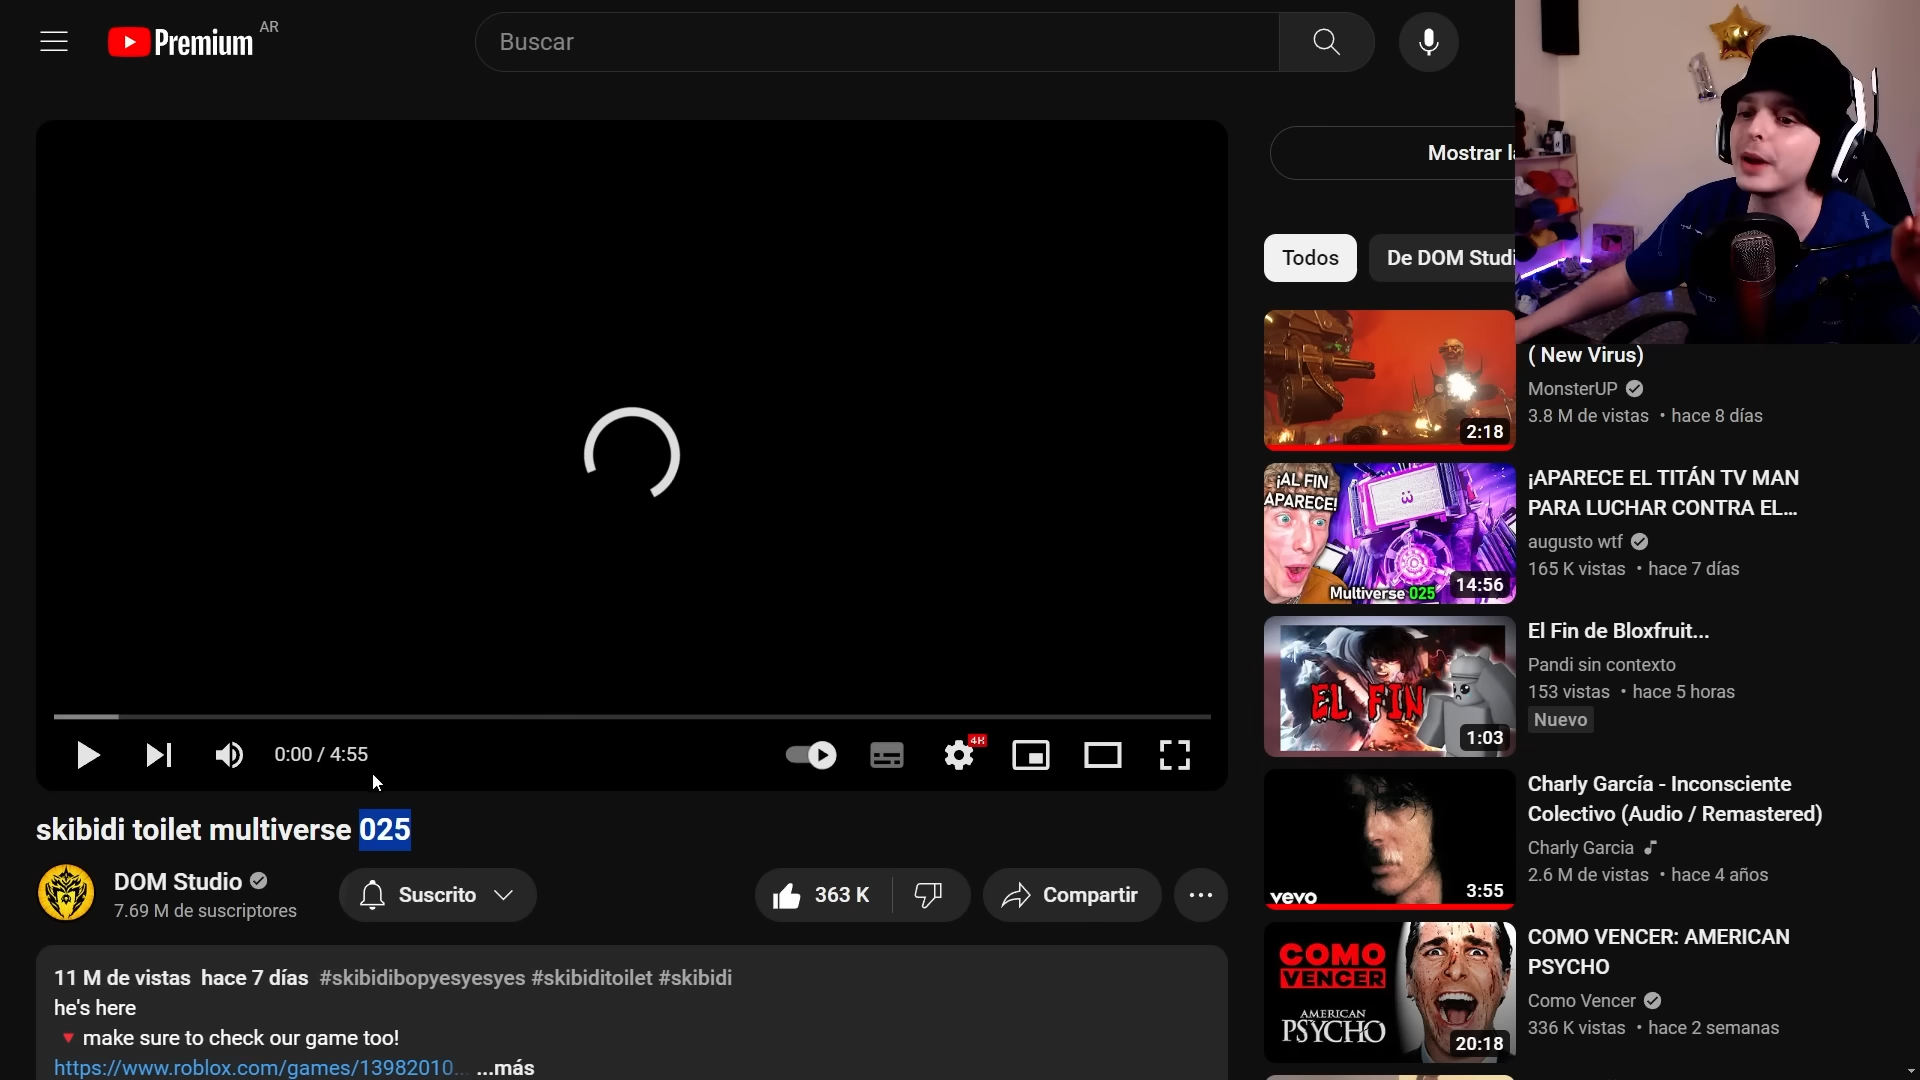 Premium AR
Buscar
Mostrar l
Todos
De DOM Studi
2:18
( New Virus)
MonsterUP
3.8 M de vistas • hace 8 días
¡AL FIN
APARECE!
Multiverse 025
14:56
¡APARECE EL TITÁN TV MAN
PARA LUCHAR CONTRA EL...
augusto wtf
165 K vistas • hace 7 días
EL FIN
1:03
El Fin de Bloxfruit...
Pandi sin contexto
153 vistas • hace 5 horas
Nuevo
vevo
3:55
Charly García - Inconsciente
Colectivo (Audio / Remastered)
Charly Garcia
2.6 M de vistas • hace 4 años
COMO
VENCER
AMERICAN
PSYCHO
20:18
COMO VENCER: AMERICAN
PSYCHO
Como Vencer
336 K vistas • hace 2 semanas
0:00 / 4:55
4K
skibidi toilet multiverse 025
DOM Studio
7.69 M de suscriptores
Suscrito
363 K
Compartir
11 M de vistas hace 7 días #skibidibopyesyesyes #skibiditoilet #skibidi
he's here
🔻 make sure to check our game too!
https://www.roblox.com/games/13982010... ...más